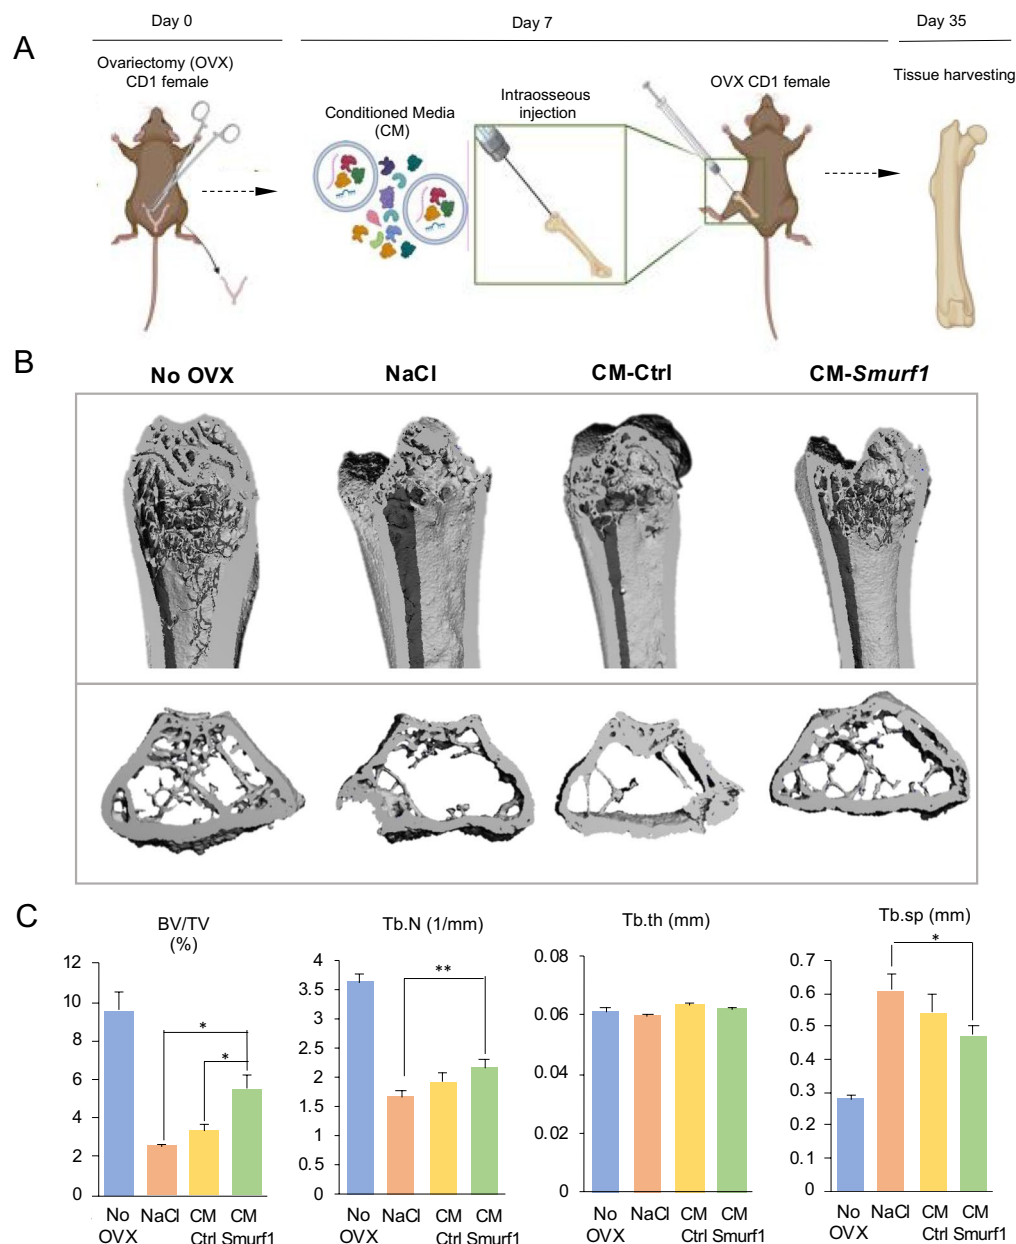 Day 0
Day 7
Day 35
A
Ovariectomy (OVX)
CD1 female
Conditioned Media
(CM)
Intraosseous
injection
OVX CD1 female
Tissue harvesting
B
No OVX
NaCl
CM-Ctrl
CM-Smurf1
C
BV/TV
(%)
12
10
8
6
4
2
0
*
*
No
OVX
NaCl
CM
Ctrl
CM
Smurf1
Tb.N (1/mm)
4
3.5
3
2.5
2
1.5
1
0.5
0
**
No
OVX
NaCl
CM
Ctrl
CM
Smurf1
Tb.th (mm)
0.08
0.06
0.04
0.02
0
No
OVX
NaCl
CM
Ctrl
CM
Smurf1
Tb.sp (mm)
0.7
0.6
0.5
0.4
0.3
0.2
0.1
0
*
No
OVX
NaCl
CM
Ctrl
CM
Smurf1